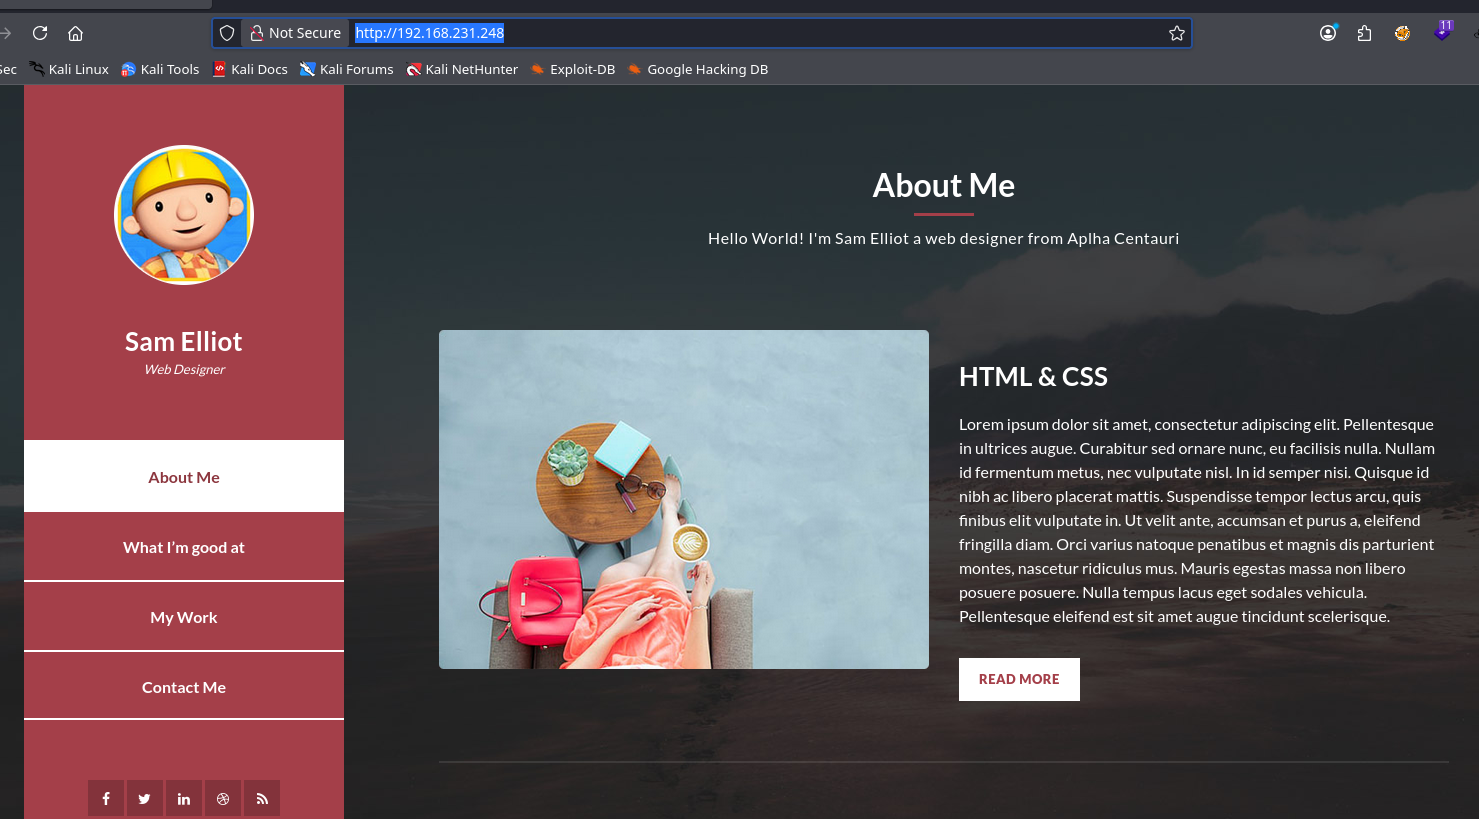 Not Secure
http://192.168.231.248
11
Sec
Kali Linux
Kali Tools
Kali Docs
Kali Forums
Kali NetHunter
Exploit-DB
Google Hacking DB
Sam Elliot
Web Designer
About Me
What I’m good at
My Work
Contact Me
About Me
Hello World! I'm Sam Elliot a web designer from Aplha Centauri
HTML & CSS
Lorem ipsum dolor sit amet, consectetur adipiscing elit. Pellentesque
in ultrices augue. Curabitur sed ornare nunc, eu facilisis nulla. Nullam
id fermentum metus, nec vulputate nisl. In id semper nisi. Quisque id
nibh ac libero placerat mattis. Suspendisse tempor lectus arcu, quis
finibus elit vulputate in. Ut velit ante, accumsan et purus a, eleifend
fringilla diam. Orci varius natoque penatibus et magnis dis parturient
montes, nascetur ridiculus mus. Mauris egestas massa non libero
posuere posuere. Nulla tempus lacus eget sodales vehicula.
Pellentesque eleifend est sit amet augue tincidunt scelerisque.
READ MORE